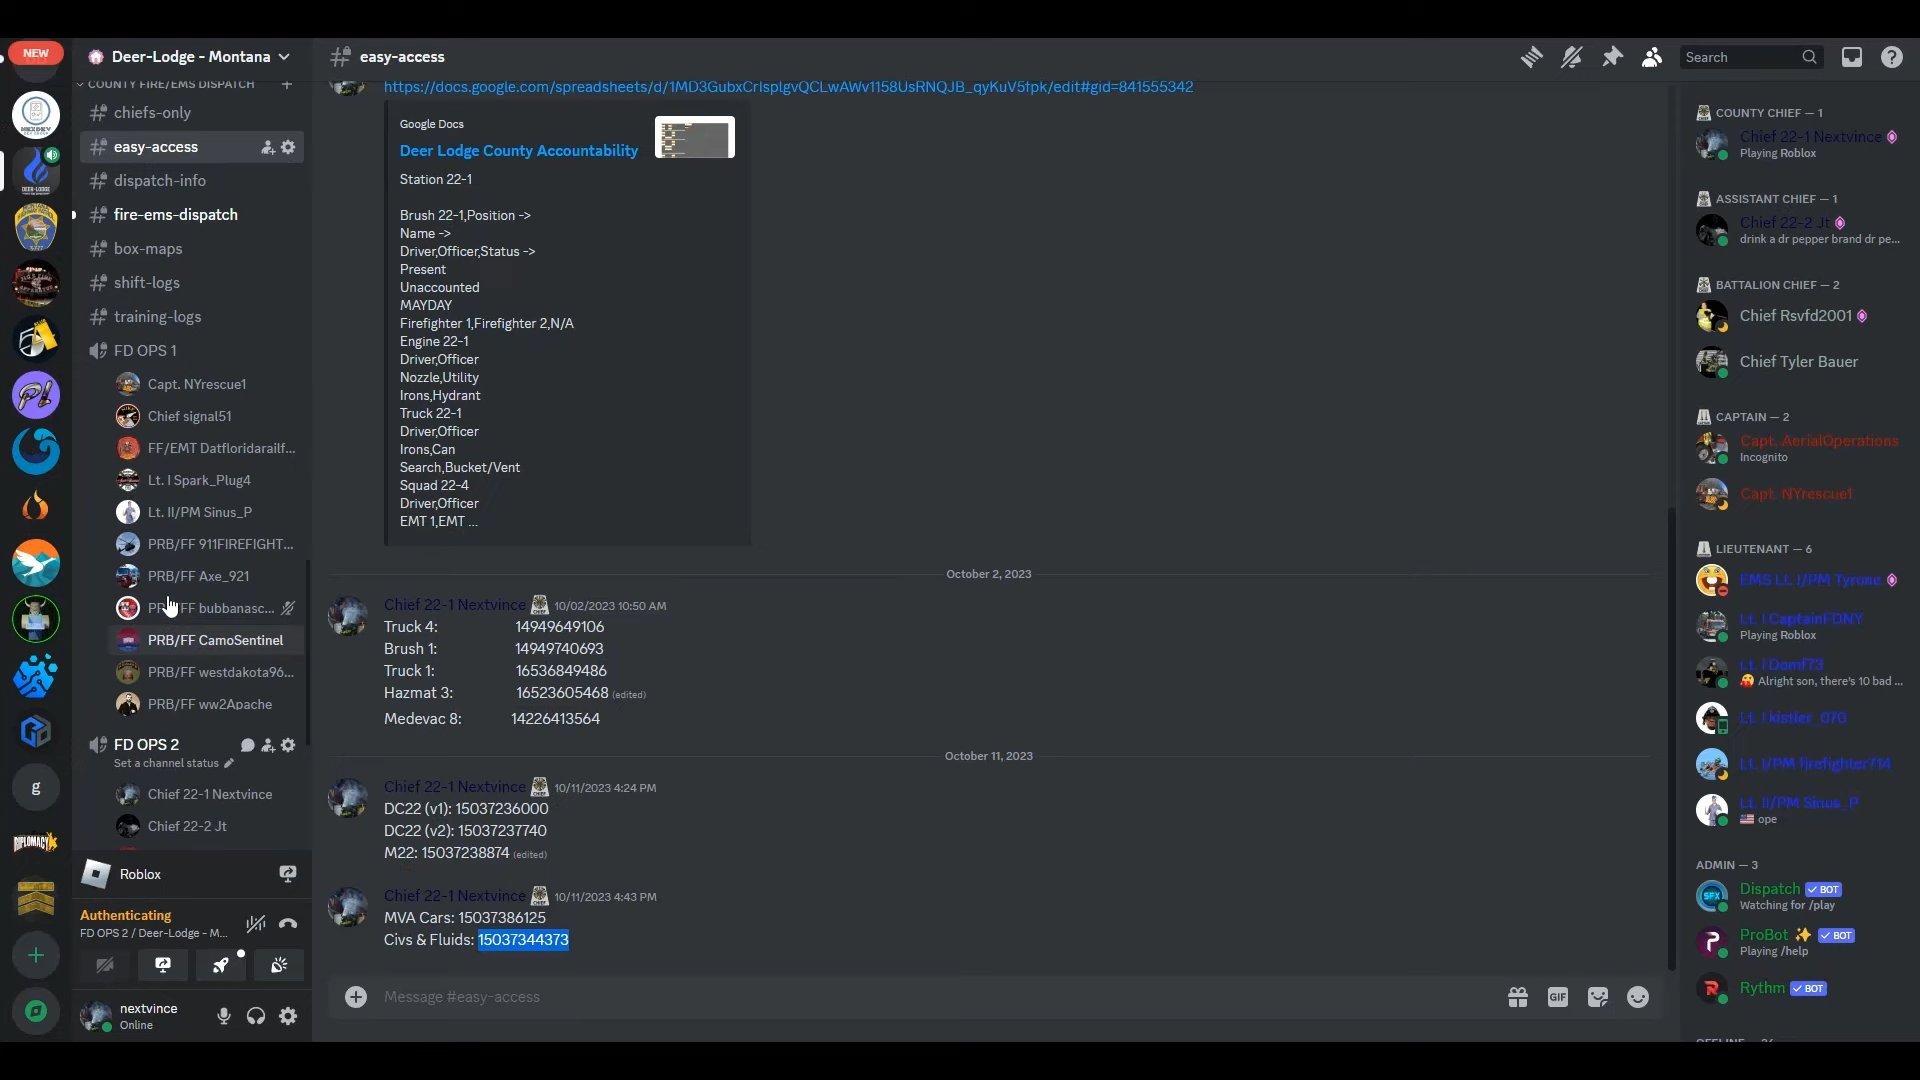 NEW
Deer-Lodge - Montana
COUNTY FIRE/EMS DISPATCH
chiefs-only
easy-access
dispatch-info
fire-ems-dispatch
box-maps
shift-logs
training-logs
FD OPS 1
Capt. NYrescue1
Chief signal51
FF/EMT Datfloridarailf...
Lt. I Spark_Plug4
Lt. II/PM Sinus_P
PRB/FF 911FIREFIGHT...
PRB/FF Axe_921
PRB/FF bubbanasc...
PRB/FF CamoSentinel
PRB/FF westdakota96...
PRB/FF ww2Apache
FD OPS 2
Set a channel status
Chief 22-1 Nextvince
Chief 22-2 Jt
g
DIPLOMACY
Roblox
Authenticating
FD OPS 2 / Deer-Lodge - M...
nextvince
Online
easy-access
Search
https://docs.google.com/spreadsheets/d/1MD3GubxCrIsplgvQCLwAWv1158UsRNQJB_qyKuV5fpk/edit#gid=841555342
Google Docs
Deer Lodge County Accountability
Station 22-1
Brush 22-1,Position ->
Name ->
Driver,Officer,Status ->
Present
Unaccounted
MAYDAY
Firefighter 1,Firefighter 2,N/A
Engine 22-1
Driver,Officer
Nozzle,Utility
Irons,Hydrant
Truck 22-1
Driver,Officer
Irons,Can
Search,Bucket/Vent
Squad 22-4
Driver,Officer
EMT 1,EMT ...
October 2, 2023
Chief 22-1 Nextvince 10/02/2023 10:50 AM
Truck 4: 14949649106
Brush 1: 14949740693
Truck 1: 16536849486
Hazmat 3: 16523605468 (edited)
Medevac 8: 14226413564
October 11, 2023
Chief 22-1 Nextvince 10/11/2023 4:24 PM
DC22 (v1): 15037236000
DC22 (v2): 15037237740
M22: 15037238874 (edited)
Chief 22-1 Nextvince 10/11/2023 4:43 PM
MVA Cars: 15037386125
Civs & Fluids: 15037344373
Message #easy-access
GIF
COUNTY CHIEF — 1
Chief 22-1 Nextvince
Playing Roblox
ASSISTANT CHIEF — 1
Chief 22-2 Jt
drink a dr pepper brand dr pe...
BATTALION CHIEF — 2
Chief Rsvfd2001
Chief Tyler Bauer
CAPTAIN — 2
Capt. AerialOperations
Incognito
Capt. NYrescue1
LIEUTENANT — 6
EMS Lt. I/PM Tyrone
Lt. I CaptainFDNY
Playing Roblox
Lt. I Domf73
Alright son, there's 10 bad ...
Lt. I kistler_070
Lt. I/PM firefighter714
Lt. II/PM Sinus_P
ope
ADMIN — 3
Dispatch BOT
Watching for /play
ProBot BOT
Playing /help
Rythm BOT